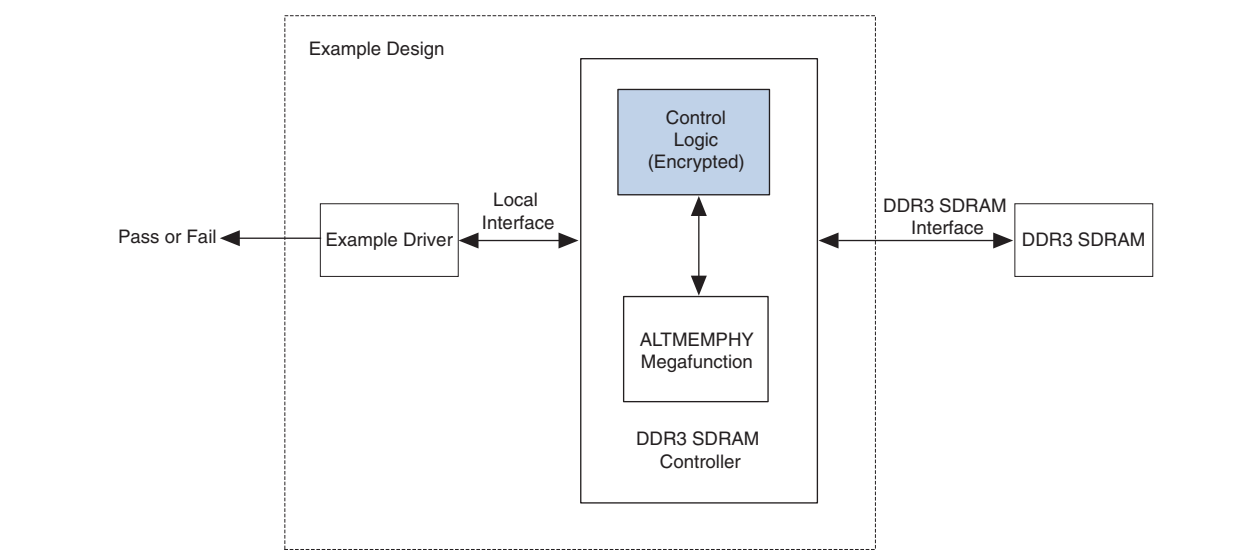 Example Design
Control
Logic
(Encrypted)
Local
Interface
DDR3 SDRAM
Interface
Pass or Fail
Example Driver
DDR3 SDRAM
ALTMEMPHY
Megafunction
DDR3 SDRAM
Controller